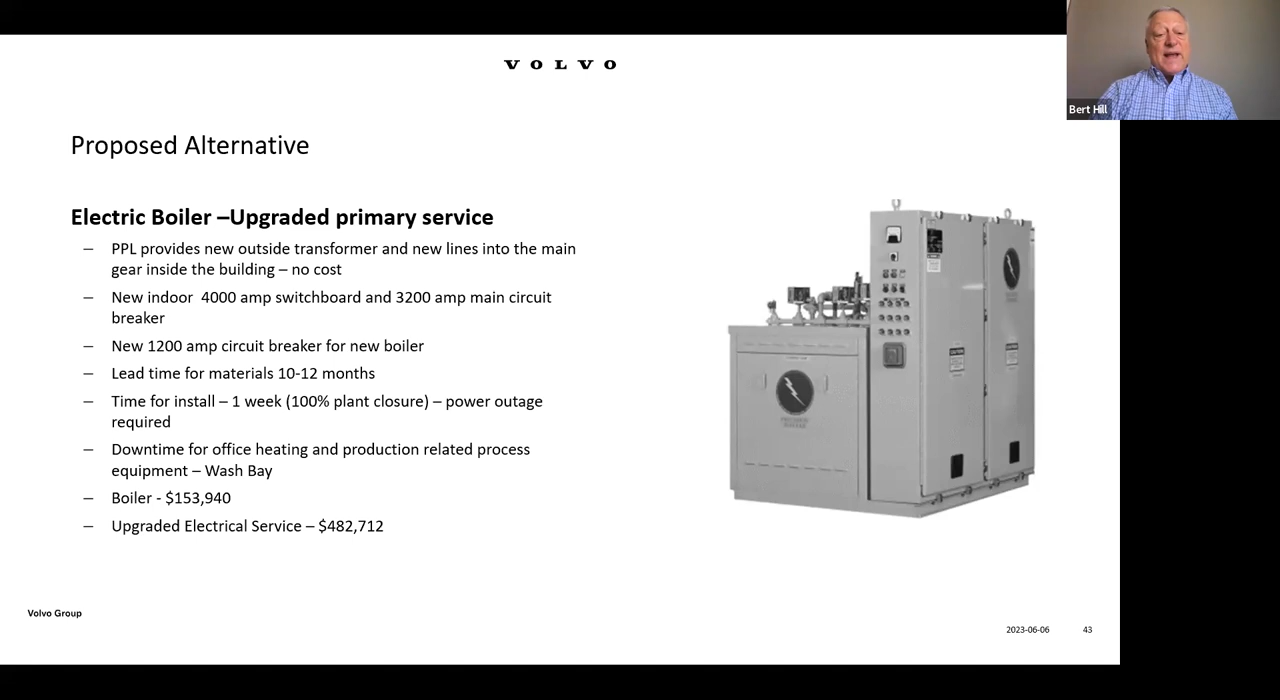 VOLVO
Bert Hill
Proposed Alternative
Electric Boiler –Upgraded primary service
– PPL provides new outside transformer and new lines into the main
gear inside the building – no cost
– New indoor  4000 amp switchboard and 3200 amp main circuit
breaker
– New 1200 amp circuit breaker for new boiler
– Lead time for materials 10-12 months
– Time for install – 1 week (100% plant closure) – power outage
required
– Downtime for office heating and production related process
equipment – Wash Bay
– Boiler - $153,940
– Upgraded Electrical Service – $482,712
Volvo Group
2023-06-06 43